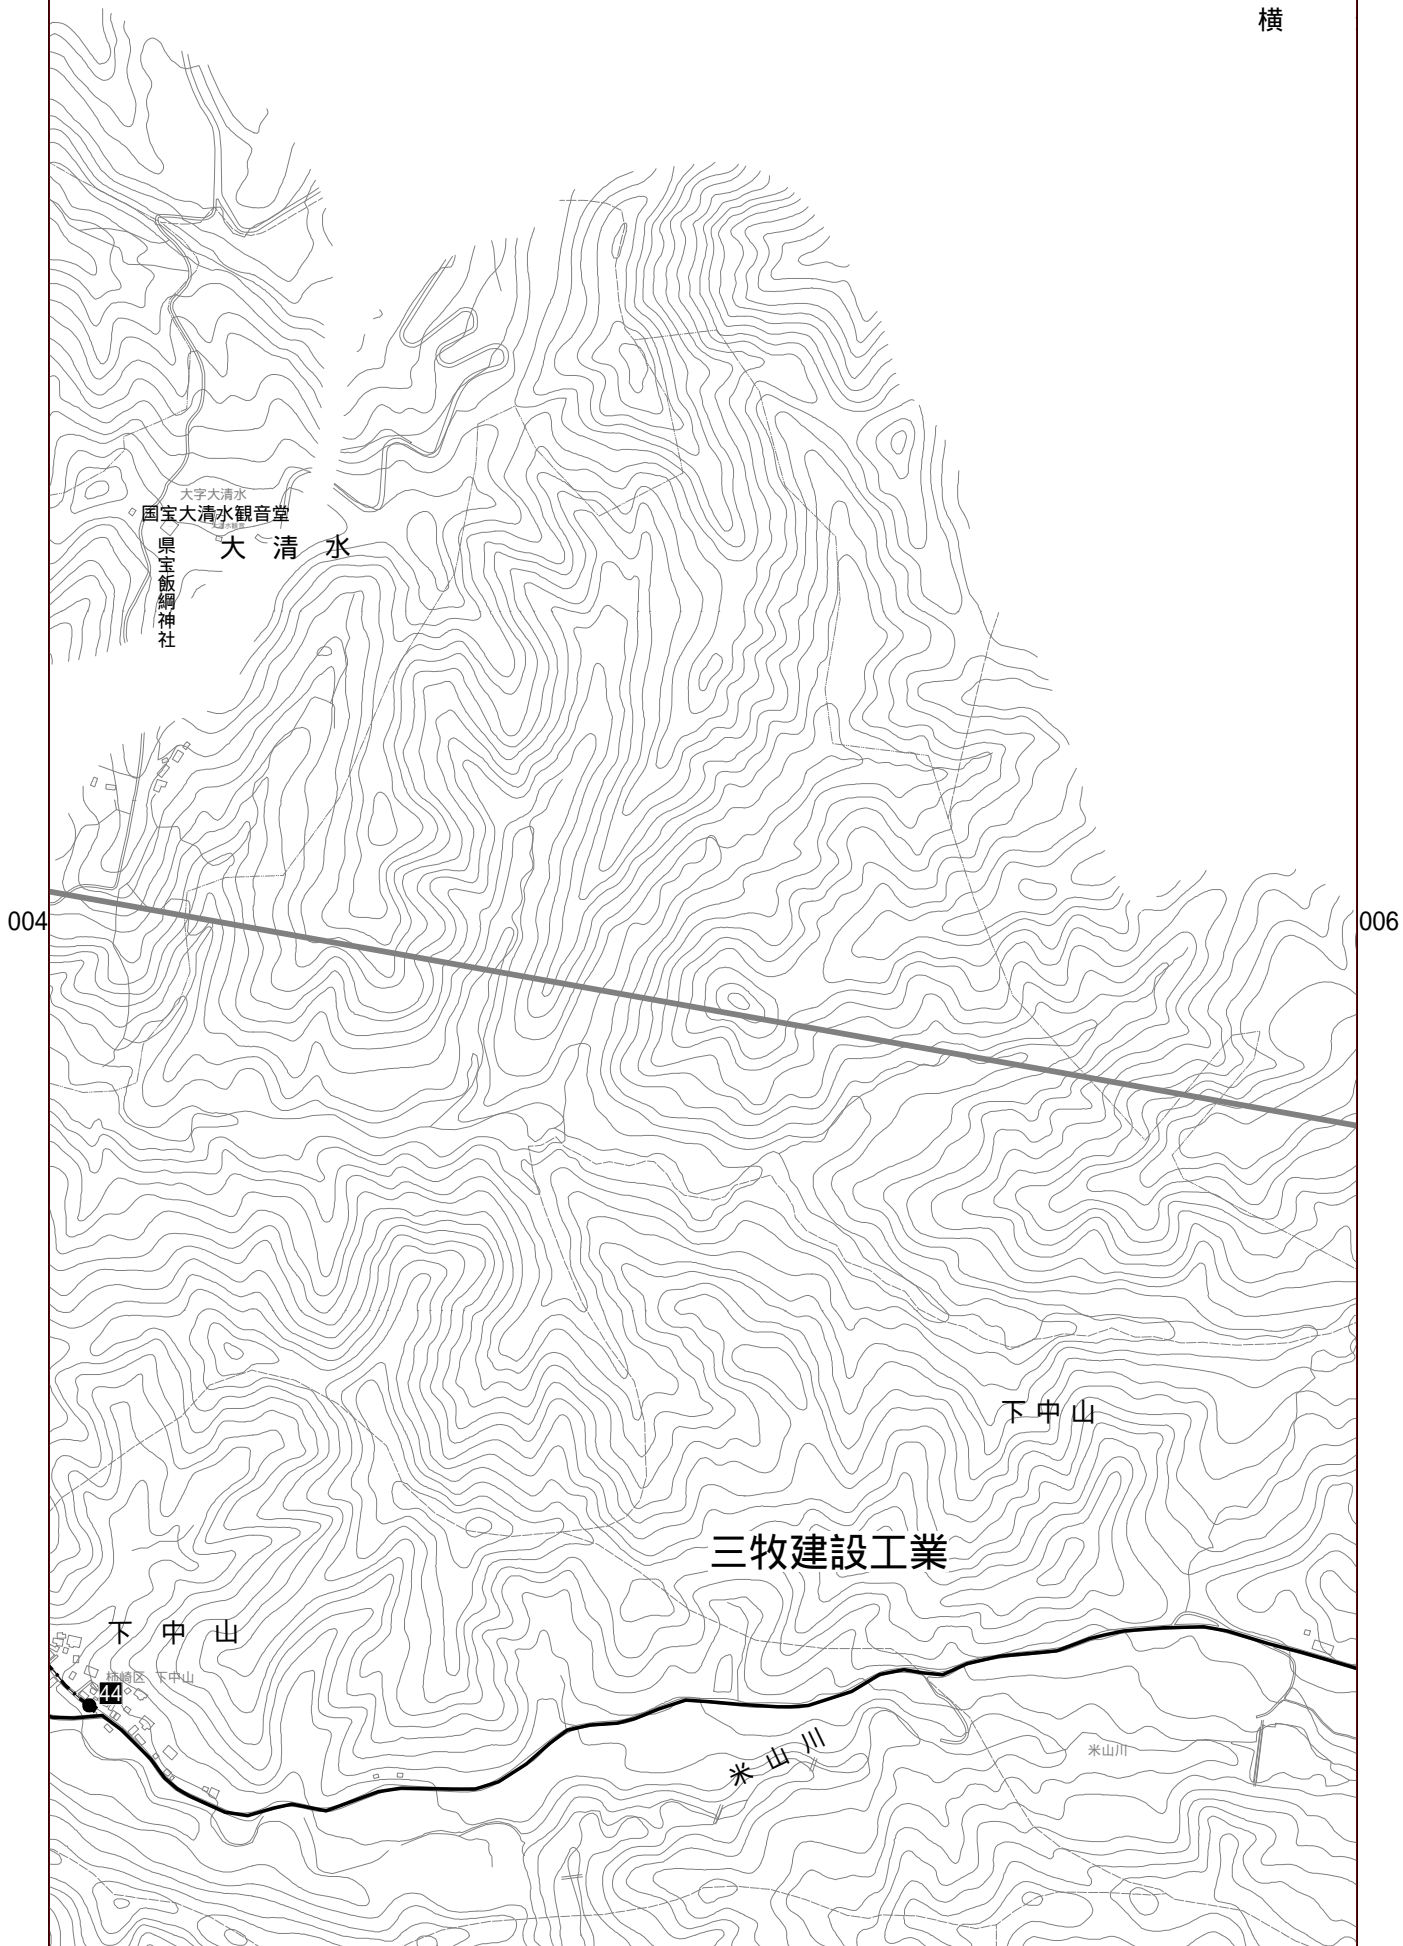 横
大字大清水
国宝大清水観音堂
大清水
県宝飯綱神社
004
006
下中山
三牧建設工業
下中山
柿崎区 下中山
44
米山川
米山川